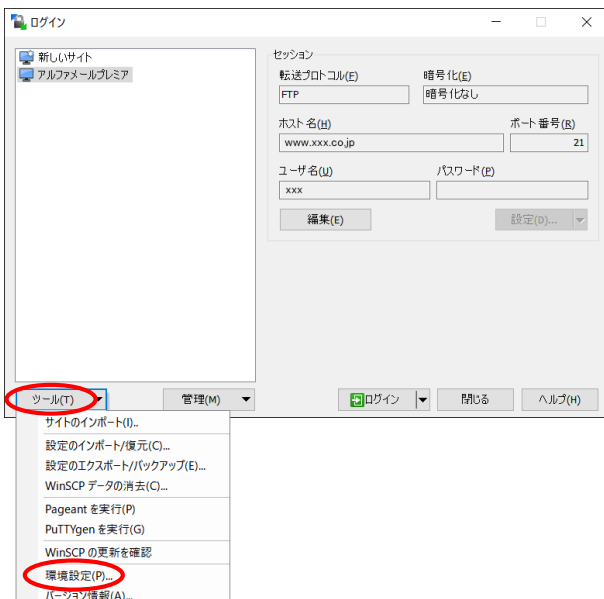 ログイン
新しいサイト
アルファメールプレミア
セッション
転送プロトコル(F) 暗号化(E)
FTP 暗号化なし
ホスト名(H) ポート番号(R)
www.xxx.co.jp 21
ユーザ名(U) パスワード(P)
xxx
編集(E) 設定(D)...
ツール(T) 管理(M) ログイン 閉じる ヘルプ(H)
サイトのインポート(I)..
設定のインポート/復元(C)...
設定のエクスポート/バックアップ(E)...
WinSCP データの消去(C)...
Pageant を実行(P)
PuTTYgen を実行(G)
WinSCP の更新を確認
環境設定(P)...
バージョン情報(A)...